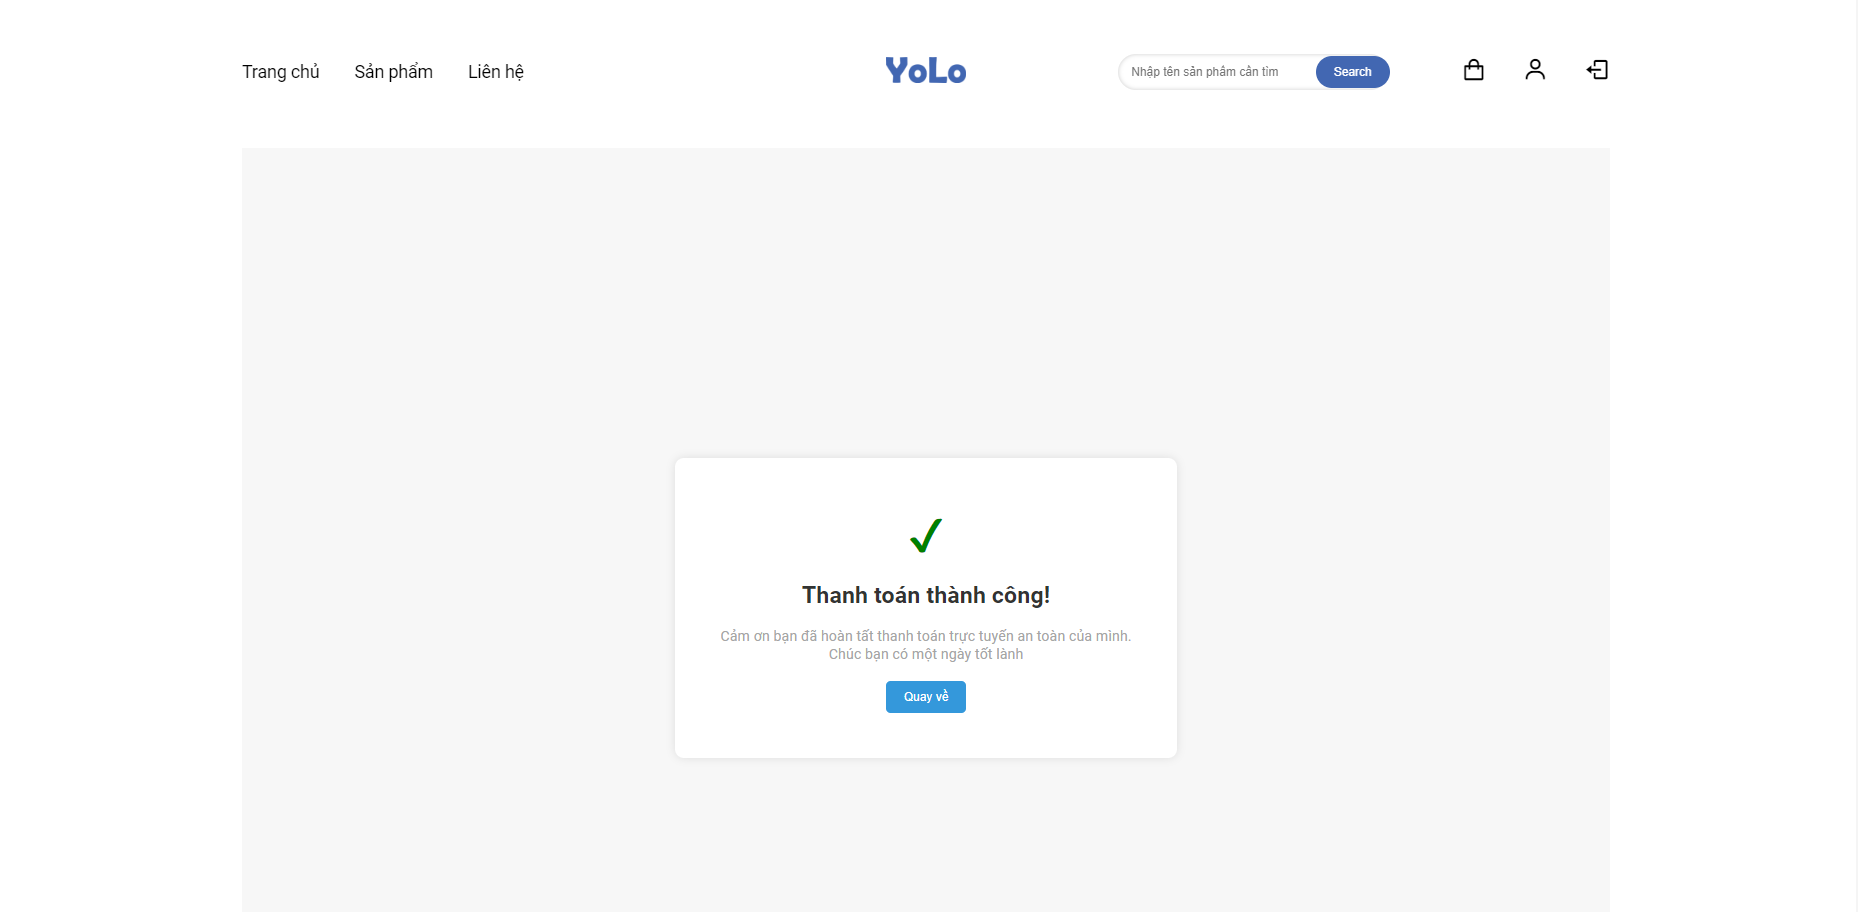 Trang chủ Sản phẩm Liên hệ
YoLo
Nhập tên sản phẩm cần tìm Search
Thanh toán thành công!
Cảm ơn bạn đã hoàn tất thanh toán trực tuyến an toàn của mình.
Chúc bạn có một ngày tốt lành
Quay về